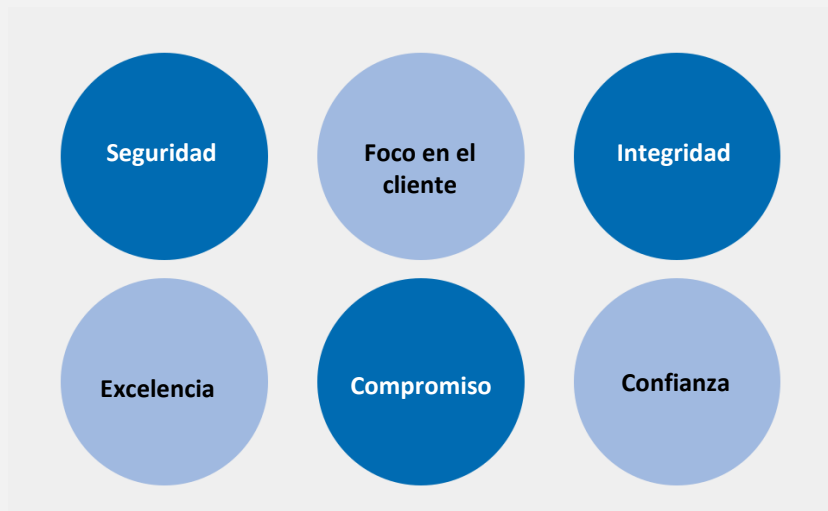 Seguridad
Foco en el
cliente
Integridad
Excelencia
Compromiso
Confianza